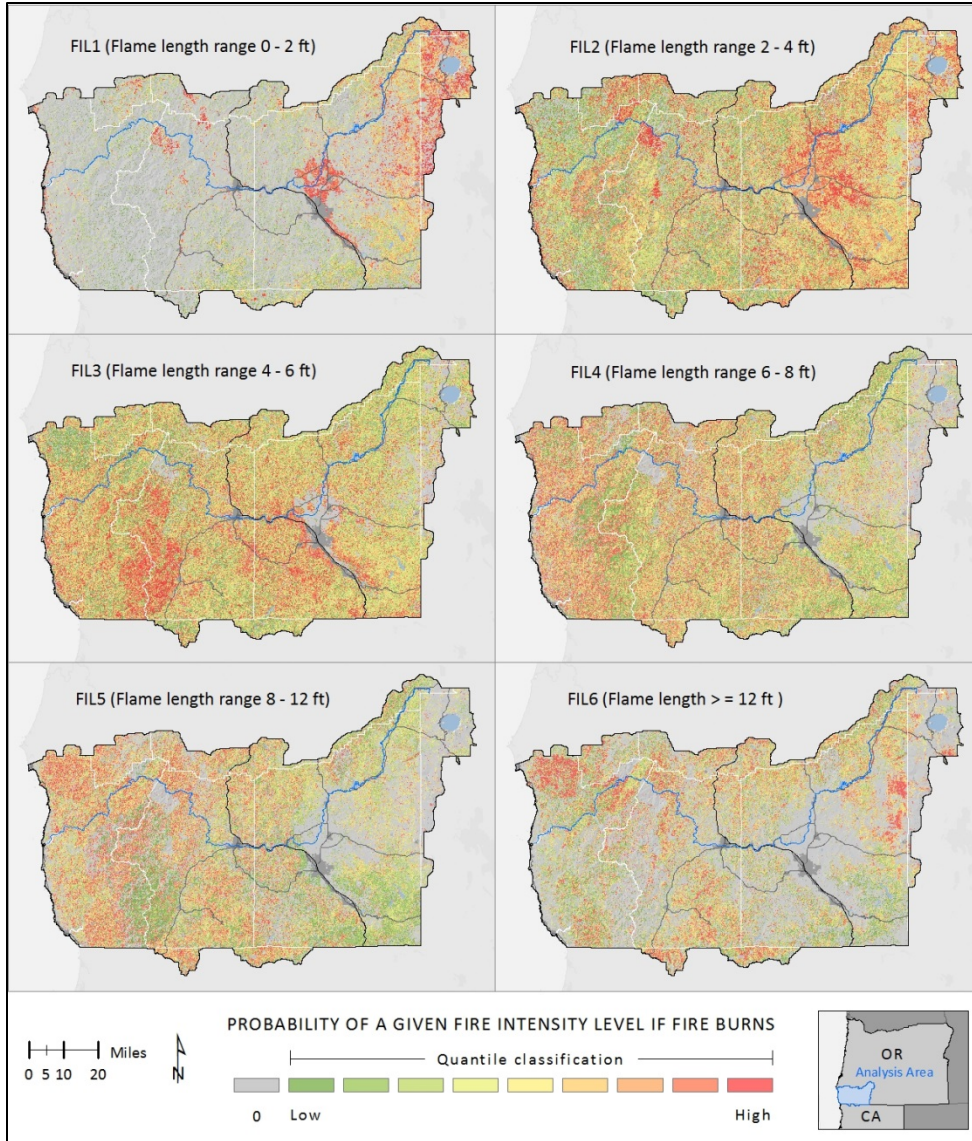 FIL1 (Flame length range 0 - 2 ft)
FIL2 (Flame length range 2 - 4 ft)
FIL3 (Flame length range 4 - 6 ft)
FIL4 (Flame length range 6 - 8 ft)
FIL5 (Flame length range 8 - 12 ft)
FIL6 (Flame length > = 12 ft )
PROBABILITY OF A GIVEN FIRE INTENSITY LEVEL IF FIRE BURNS
Quantile classification
0 Low High
Miles
0 5 10 20
N
OR
Analysis Area
CA